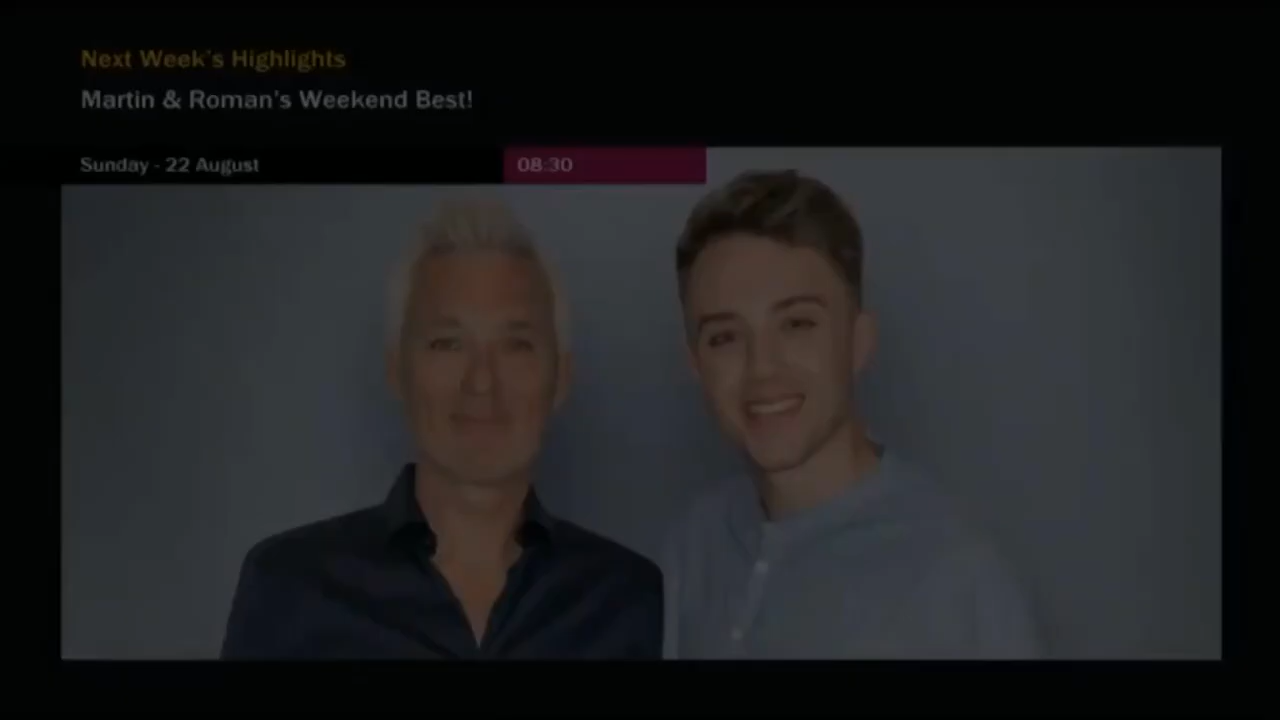 Next Week's Highlights
Martin & Roman's Weekend Best!
Sunday - 22 August
08:30